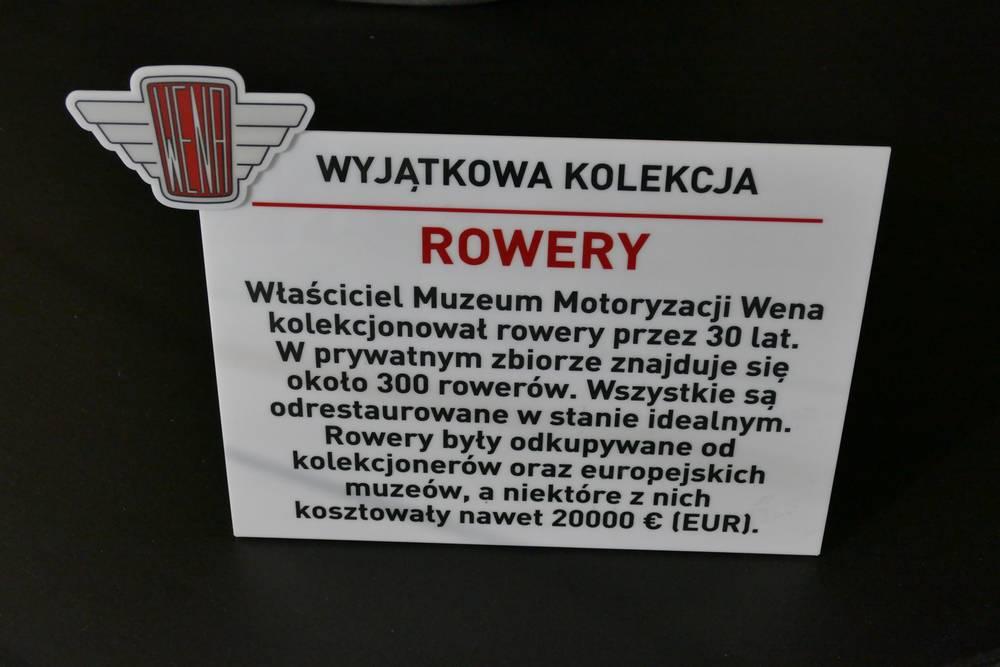 WENA
WYJĄTKOWA KOLEKCJA
ROWERY
Właściciel Muzeum Motoryzacji Wena
kolekcjonował rowery przez 30 lat.
W prywatnym zbiorze znajduje się
około 300 rowerów. Wszystkie są
odrestaurowane w stanie idealnym.
Rowery były odkupywane od
kolekcjonerów oraz europejskich
muzeów, a niektóre z nich
kosztowały nawet 20000 € (EUR).